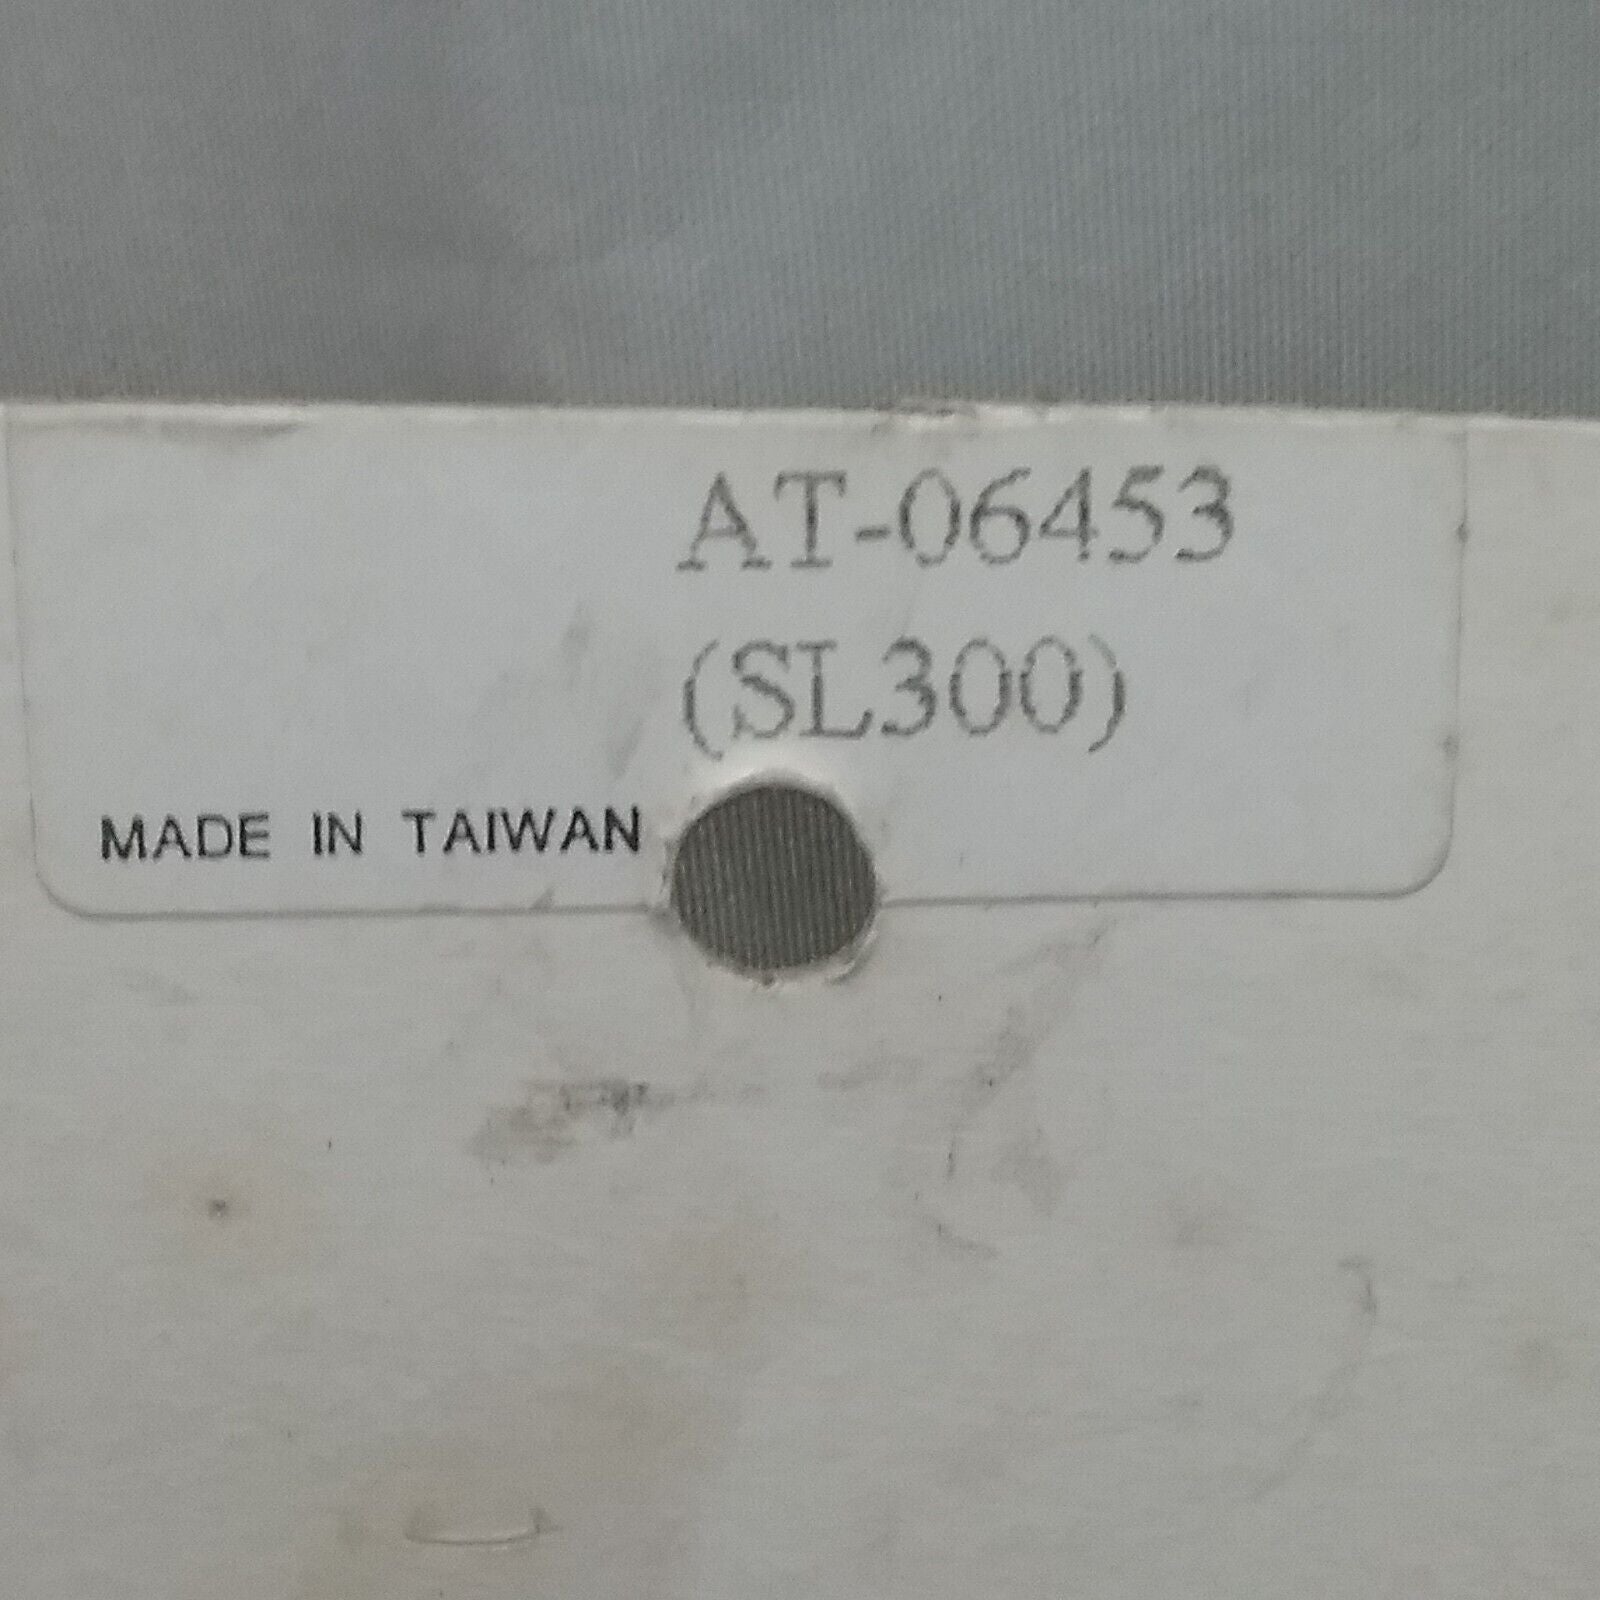 AT-06453
(SL300)
MADE IN TAIWAN